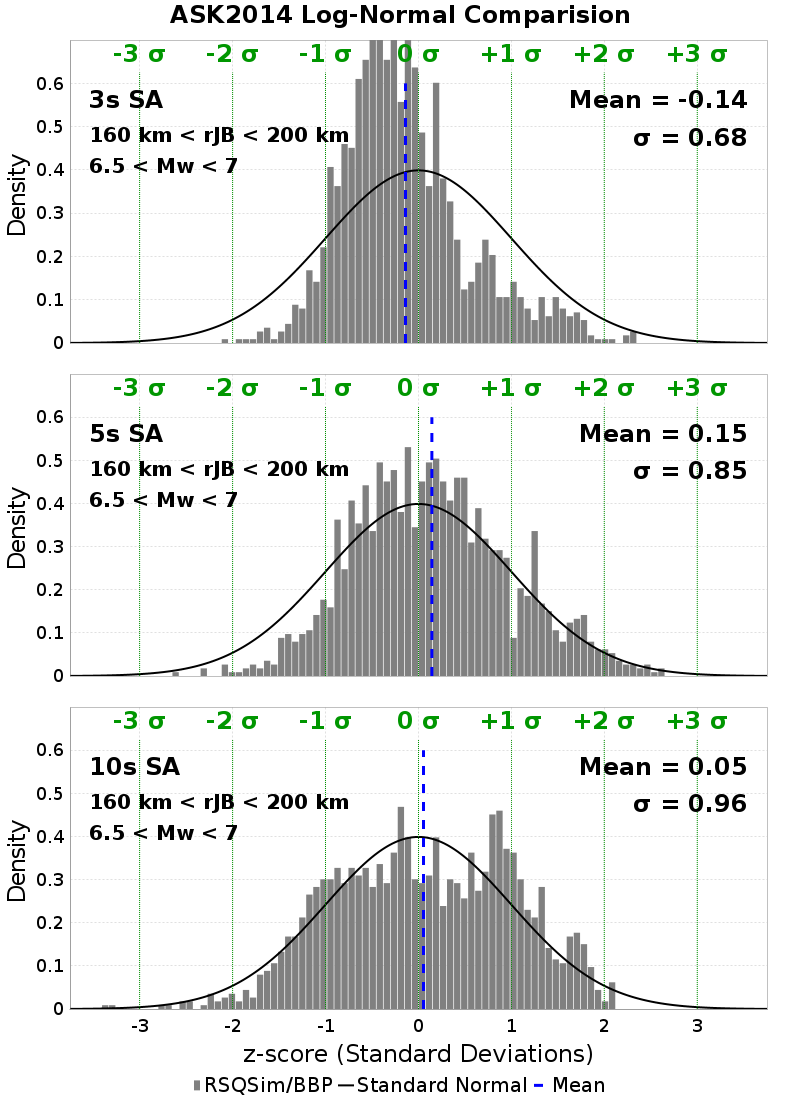 ASK2014 Log-Normal Comparision
-3 σ -2 σ -1 σ 0 σ +1 σ +2 σ +3 σ
3s SA
Mean = -0.14
160 km < rJB < 200 km
σ = 0.68
6.5 < Mw < 7
Density
0.6
0.5
0.4
0.3
0.2
0.1
0
-3 σ -2 σ -1 σ 0 σ +1 σ +2 σ +3 σ
5s SA
Mean = 0.15
160 km < rJB < 200 km
σ = 0.85
6.5 < Mw < 7
Density
0.6
0.5
0.4
0.3
0.2
0.1
0
-3 σ -2 σ -1 σ 0 σ +1 σ +2 σ +3 σ
10s SA
Mean = 0.05
160 km < rJB < 200 km
σ = 0.96
6.5 < Mw < 7
Density
0.6
0.5
0.4
0.3
0.2
0.1
0
-3 -2 -1 0 1 2 3
z-score (Standard Deviations)
RSQSim/BBP Standard Normal Mean